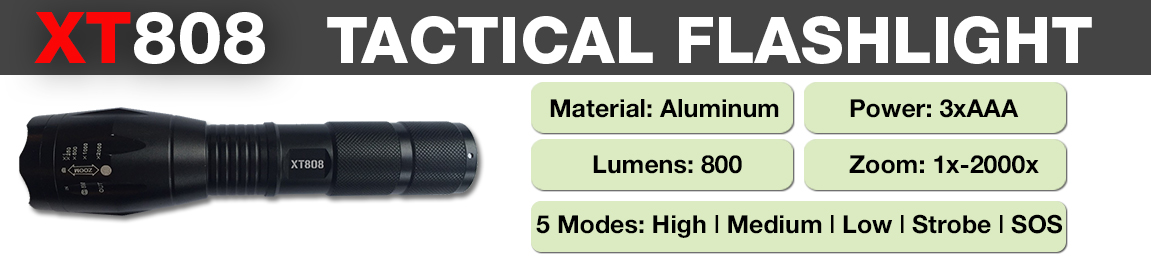 XT808 TACTICAL FLASHLIGHT
Material: Aluminum
Power: 3xAAA
XT808
Lumens: 800
Zoom: 1x-2000x
ZOOM
OUT
5 Modes: High | Medium | Low | Strobe | SOS